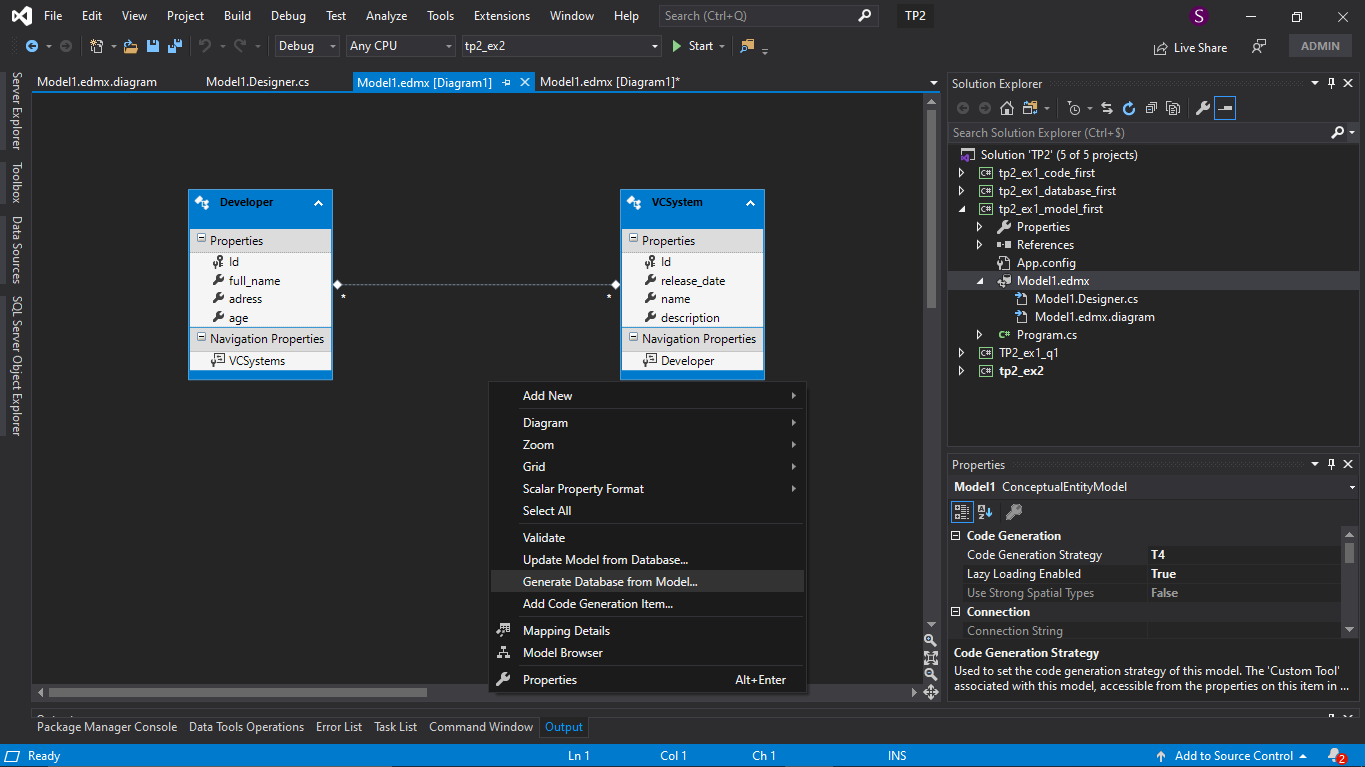 File Edit View Project Build Debug Test Analyze Tools Extensions Window Help Search (Ctrl+Q) TP2 S
Debug Any CPU tp2_ex2 Start Live Share ADMIN
Server Explorer
Toolbox
Data Sources
SQL Server Object Explorer
Model1.edmx.diagram Model1.Designer.cs Model1.edmx [Diagram1] Model1.edmx [Diagram1]*
Developer
Properties
Id
full_name
adress
age
Navigation Properties
VCSystems
*
*
VCSystem
Properties
Id
release_date
name
description
Navigation Properties
Developer
Add New
Diagram
Zoom
Grid
Scalar Property Format
Select All
Validate
Update Model from Database...
Generate Database from Model...
Add Code Generation Item...
Mapping Details
Model Browser
Properties Alt+Enter
Solution Explorer
Search Solution Explorer (Ctrl+$)
Solution 'TP2' (5 of 5 projects)
C# tp2_ex1_code_first
C# tp2_ex1_database_first
C# tp2_ex1_model_first
Properties
References
App.config
Model1.edmx
Model1.Designer.cs
Model1.edmx.diagram
C# Program.cs
C# TP2_ex1_q1
C# tp2_ex2
Properties
Model1 ConceptualEntityModel
Code Generation
Code Generation Strategy T4
Lazy Loading Enabled True
Use Strong Spatial Types False
Connection
Connection String
Code Generation Strategy
Used to set the code generation strategy of this model. The 'Custom Tool'
associated with this model, accessible from the properties on this item in ...
Package Manager Console Data Tools Operations Error List Task List Command Window Output
Ready Ln 1 Col 1 Ch 1 INS Add to Source Control 2